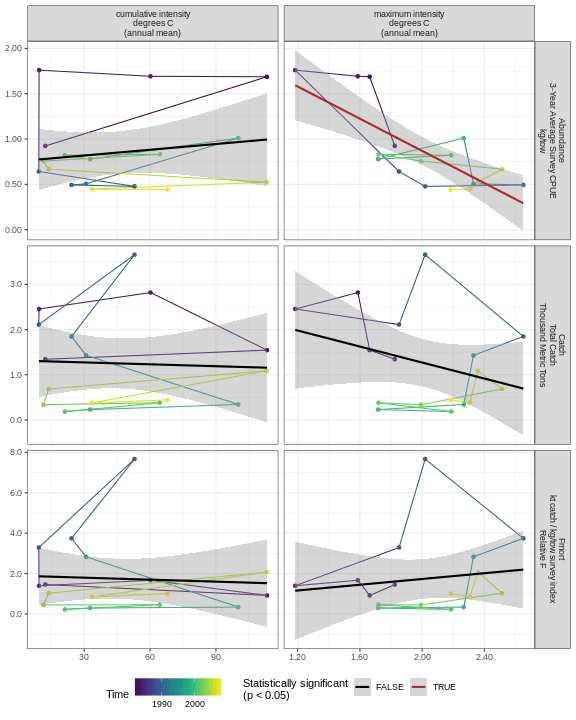 cumulative intensity
degrees C
(annual mean)
maximum intensity
degrees C
(annual mean)
2.00
1.50
1.00
0.50
0.00
Abundance
3-Year Average Survey CPUE
kg/tow
3.0
2.0
1.0
0.0
Catch
Total Catch
Thousand Metric Tons
8.0
6.0
4.0
2.0
0.0
Fmort
kt catch / kg/tow survey index
Relative F
30 60 90
1.20 1.60 2.00 2.40
Time
1990 2000
Statistically significant
(p < 0.05)
FALSE
TRUE